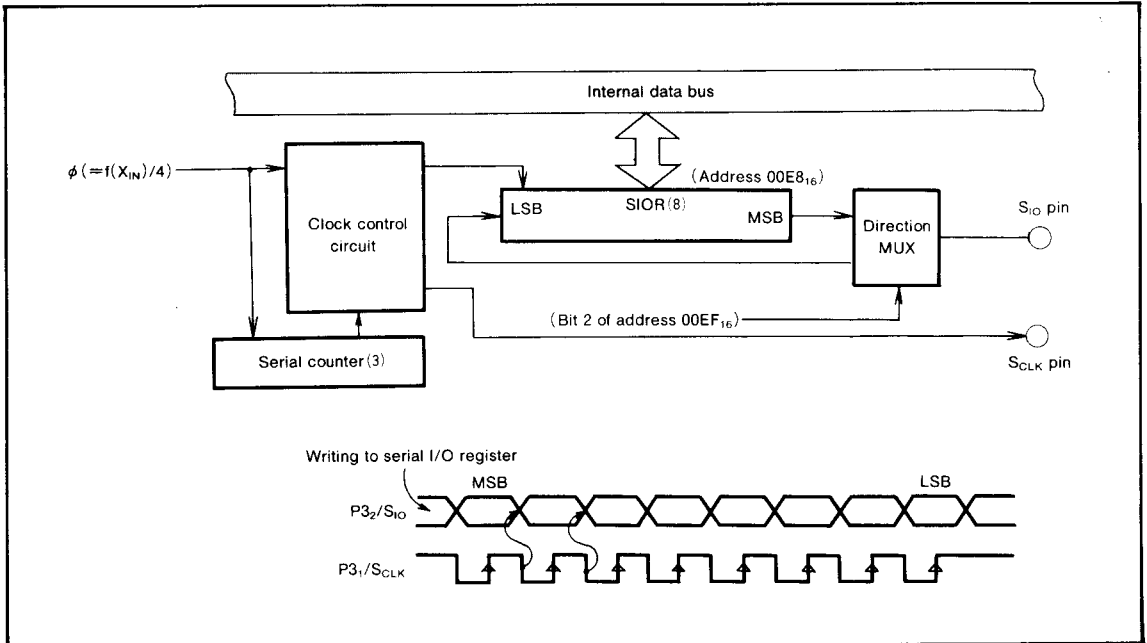 Internal data bus
ϕ(=f(X_IN)/4)
(Address 00E8₁₆)
LSB
SIOR(8)
MSB
Clock control
circuit
Direction
MUX
S_IO pin
(Bit 2 of address 00EF₁₆)
Serial counter(3)
S_CLK pin
Writing to serial I/O register
MSB
LSB
P3₂/S_IO
P3₁/S_CLK